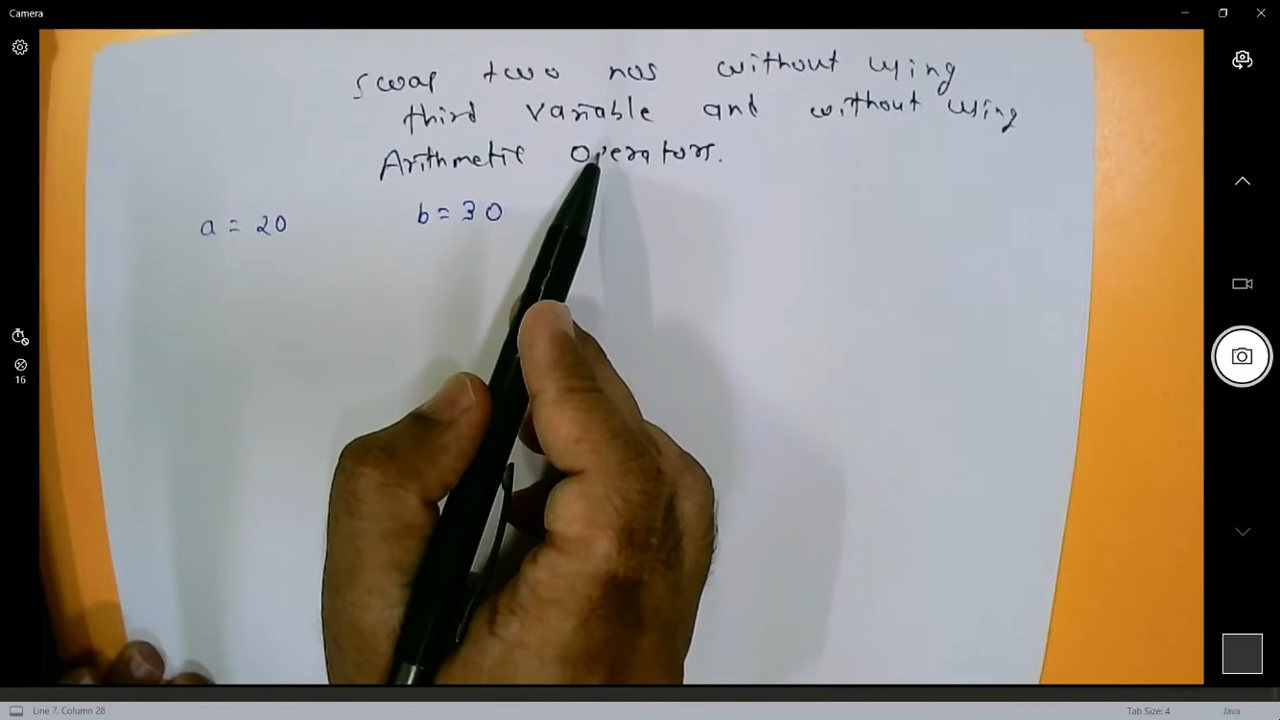 Camera
swap two nos without using
third variable and without using
Arithmetic Operators.
a = 20 b = 30
16
Line 7, Column 28 Tab Size: 4 Java